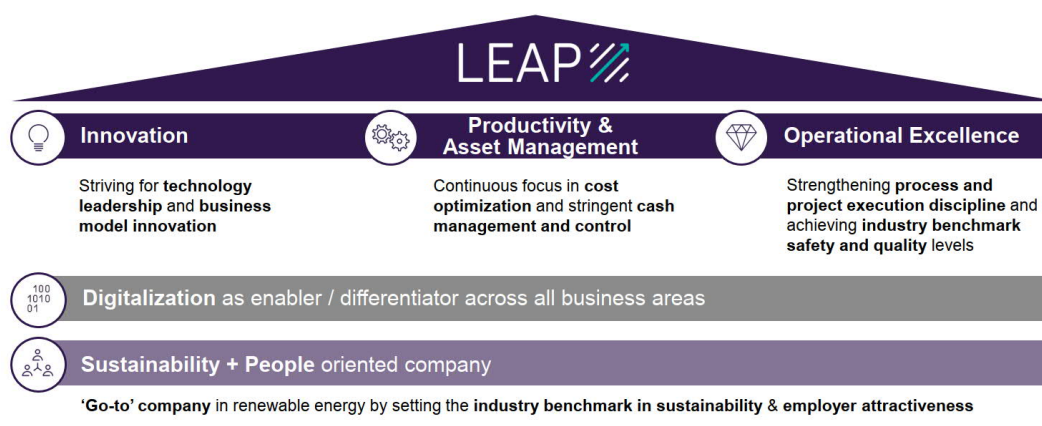 LEAP
Innovation
Productivity &
Asset Management
Operational Excellence
Striving for technology
leadership and business
model innovation
Continuous focus in cost
optimization and stringent cash
management and control
Strengthening process and
project execution discipline and
achieving industry benchmark
safety and quality levels
100
1010
01
Digitalization as enabler / differentiator across all business areas
Sustainability + People oriented company
‘Go-to’ company in renewable energy by setting the industry benchmark in sustainability & employer attractiveness